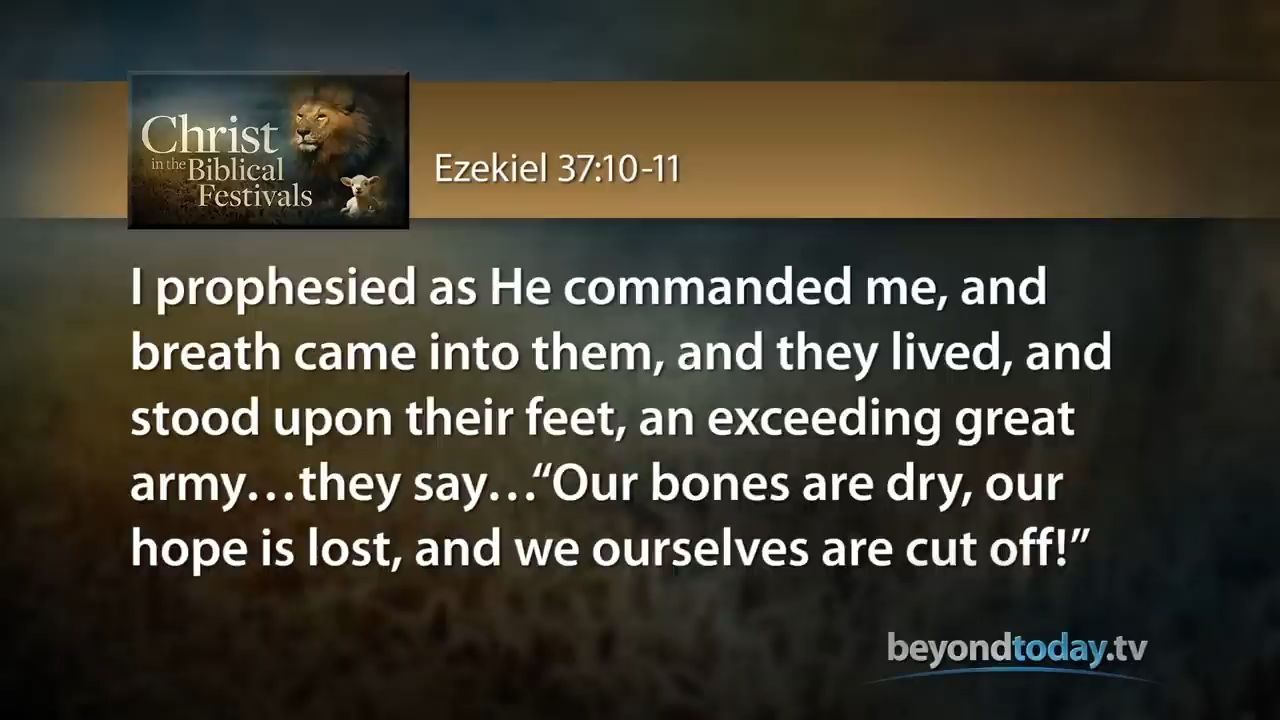 Christ
in the Biblical
Festivals
Ezekiel 37:10-11
I prophesied as He commanded me, and
breath came into them, and they lived, and
stood upon their feet, an exceeding great
army…they say…“Our bones are dry, our
hope is lost, and we ourselves are cut off!”
beyondtoday.tv